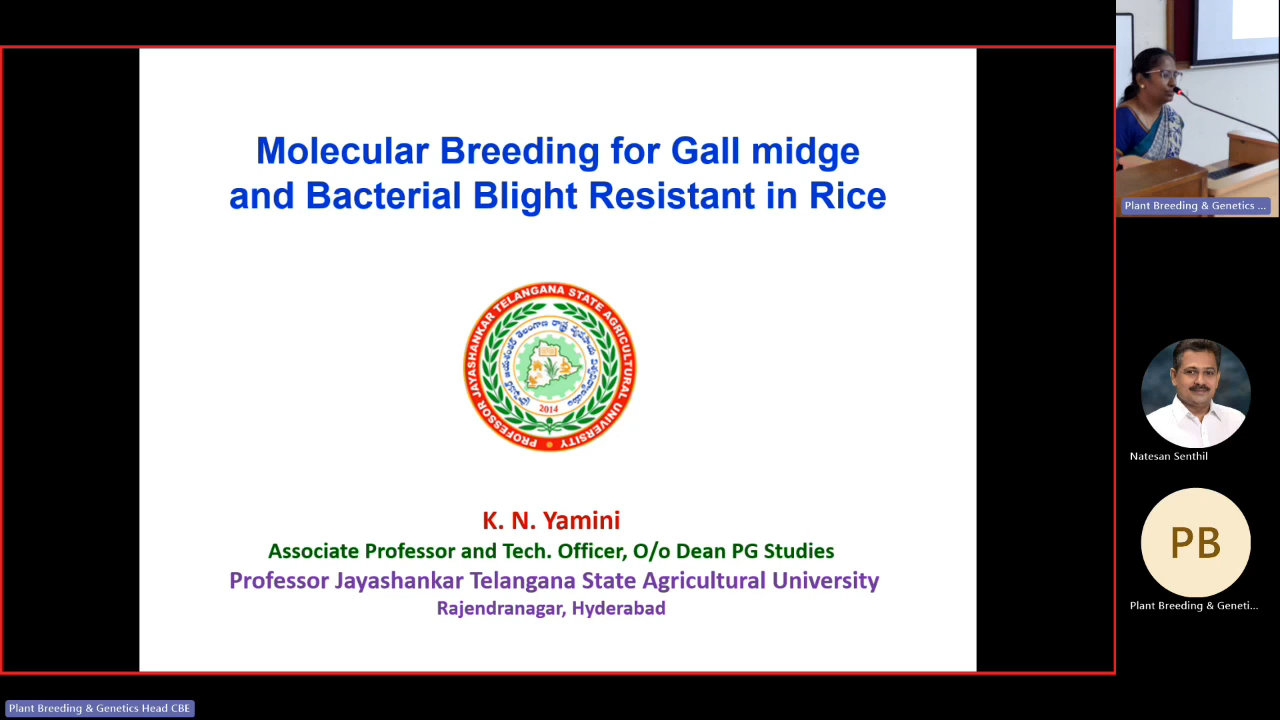 Molecular Breeding for Gall midge
and Bacterial Blight Resistant in Rice
PROFESSOR JAYASHANKAR TELANGANA STATE AGRICULTURAL UNIVERSITY
2014
K. N. Yamini
Associate Professor and Tech. Officer, O/o Dean PG Studies
Professor Jayashankar Telangana State Agricultural University
Rajendranagar, Hyderabad
Plant Breeding & Genetics ...
Natesan Senthil
PB
Plant Breeding & Geneti...
Plant Breeding & Genetics Head CBE